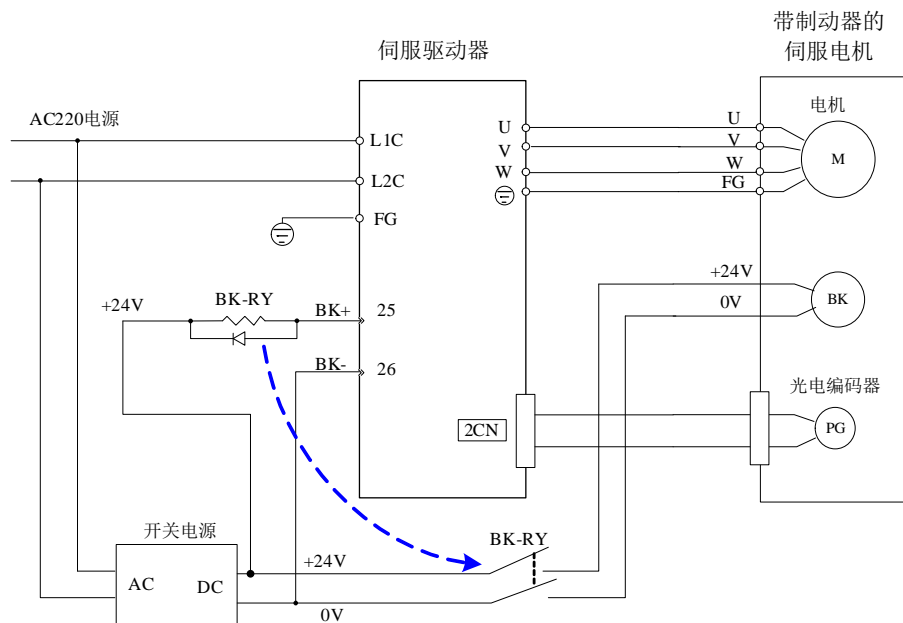 带制动器的
伺服电机
伺服驱动器
电机
AC220电源
U
U
L1C
V
V
M
W
W
L2C
FG
FG
+24V
BK
0V
BK-RY
+24V
BK+
25
BK-
26
光电编码器
2CN
PG
开关电源
BK-RY
+24V
AC
DC
0V